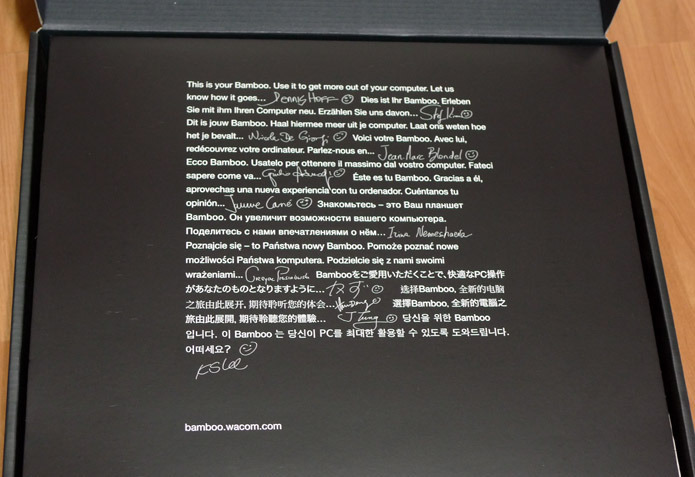 This is your Bamboo. Use it to get more out of your computer. Let us
know how it goes... Dennis Hoff Dies ist Ihr Bamboo. Erleben
Sie mit ihm Ihren Computer neu. Erzählen Sie uns davon...
Dit is jouw Bamboo. Haal hiermee meer uit je computer. Laat ons weten hoe
het je bevalt... Nicola De Giorgi Voici votre Bamboo. Avec lui,
redécouvrez votre ordinateur. Parlez-nous en... Jean Marc Blondel
Ecco Bamboo. Usatelo per ottenere il massimo dal vostro computer. Fateci
sapere come va... Éste es tu Bamboo. Gracias a él,
aprovechas una nueva experiencia con tu ordenador. Cuéntanos tu
opinión... Знакомьтесь – это Ваш планшет
Bamboo. Он увеличит возможности вашего компьютера.
Поделитесь с нами впечатлениями о нём... Irina Nemeshaeva
Poznajcie się – to Państwa nowy Bamboo. Pomoże poznać nowe
możliwości Państwa komputera. Podzielcie się z nami swoimi
wrażeniami... Bambooをご愛用いただくことで、快適なPC操作
があなたのものとなりますように... かず 选择Bamboo, 全新的电脑
之旅由此展开, 期待聆听您的体会... 選擇Bamboo, 全新的電腦之
旅由此展開, 期待聆聽您的體驗... J Tung 당신을 위한 Bamboo
입니다. 이 Bamboo 는 당신이 PC를 최대한 활용할 수 있도록 도와드립니다.
어떠세요?
KS Lee
bamboo.wacom.com